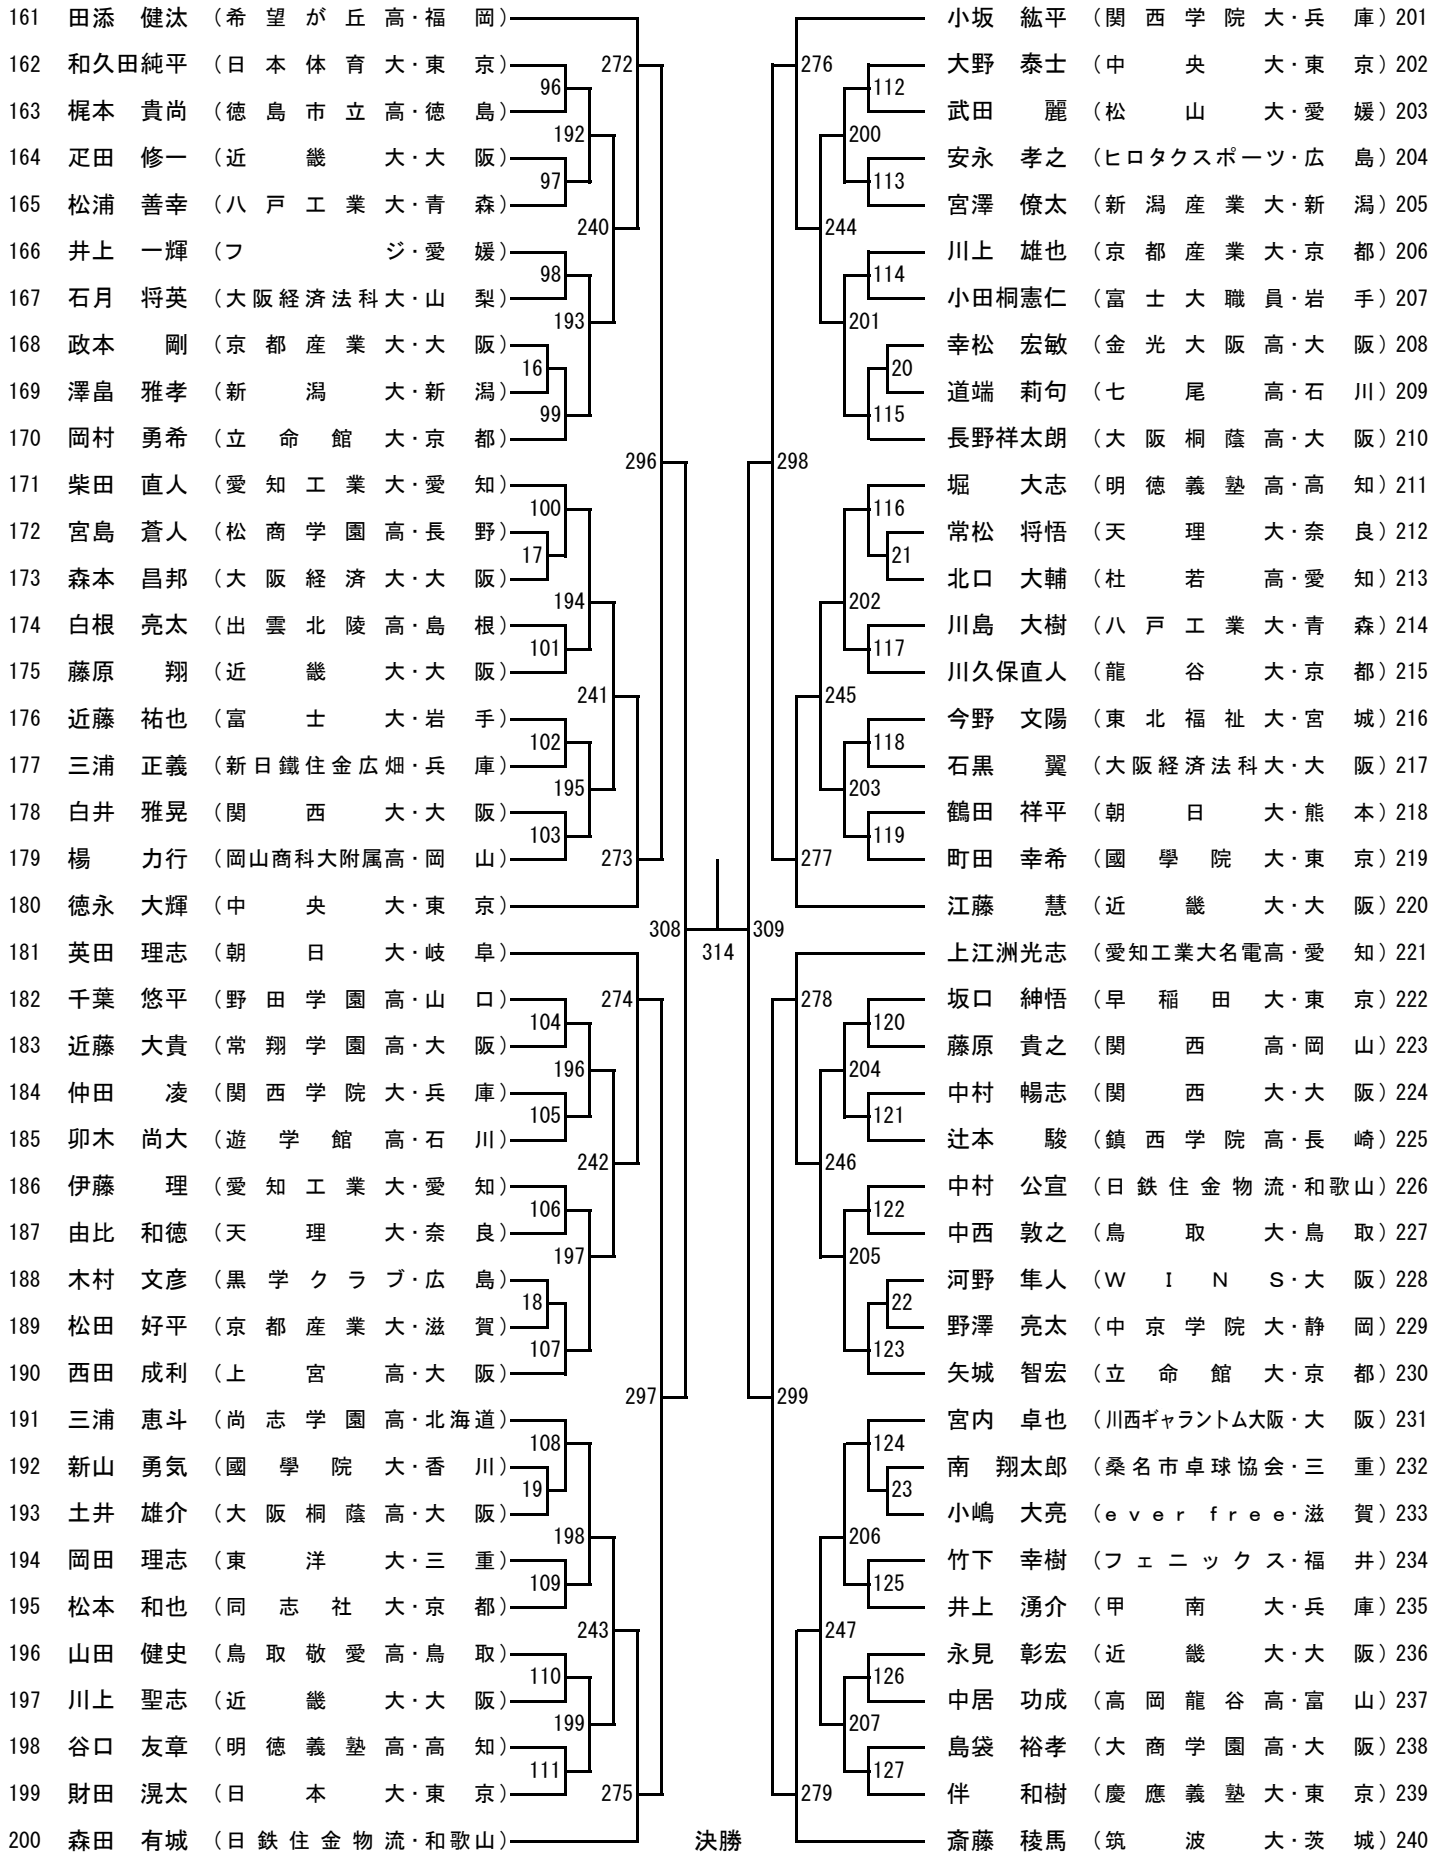 161 田添 健汰 (希望が丘高・福岡)
162 和久田純平 (日本体育大・東京)
163 梶本 貴尚 (徳島市立高・徳島)
164 疋田 修一 (近畿大・大阪)
165 松浦 善幸 (八戸工業大・青森)
166 井上 一輝 (フジ・愛媛)
167 石月 将英 (大阪経済法科大・山梨)
168 政本 剛 (京都産業大・大阪)
169 澤畠 雅孝 (新潟大・新潟)
170 岡村 勇希 (立命館大・京都)
171 柴田 直人 (愛知工業大・愛知)
172 宮島 蒼人 (松商学園高・長野)
173 森本 昌邦 (大阪経済大・大阪)
174 白根 亮太 (出雲北陵高・島根)
175 藤原 翔 (近畿大・大阪)
176 近藤 祐也 (富士大・岩手)
177 三浦 正義 (新日鐵住金広畑・兵庫)
178 白井 雅晃 (関西大・大阪)
179 楊 力行 (岡山商科大附属高・岡山)
180 徳永 大輝 (中央大・東京)
181 英田 理志 (朝日大・岐阜)
182 千葉 悠平 (野田学園高・山口)
183 近藤 大貴 (常翔学園高・大阪)
184 仲田 凌 (関西学院大・兵庫)
185 卯木 尚大 (遊学館高・石川)
186 伊藤 理 (愛知工業大・愛知)
187 由比 和徳 (天理大・奈良)
188 木村 文彦 (黒学クラブ・広島)
189 松田 好平 (京都産業大・滋賀)
190 西田 成利 (上宮高・大阪)
191 三浦 恵斗 (尚志学園高・北海道)
192 新山 勇気 (國學院大・香川)
193 土井 雄介 (大阪桐蔭高・大阪)
194 岡田 理志 (東洋大・三重)
195 松本 和也 (同志社大・京都)
196 山田 健史 (鳥取敬愛高・鳥取)
197 川上 聖志 (近畿大・大阪)
198 谷口 友章 (明徳義塾高・高知)
199 財田 滉太 (日本大・東京)
200 森田 有城 (日鉄住金物流・和歌山)
272
96
192
97
240
98
193
16
99
296
100
17
194
101
241
102
195
103
273
308
274
104
196
105
242
106
197
18
107
297
108
19
198
109
243
110
199
111
275
314
決勝
309
276
112
200
113
244
114
201
20
115
298
116
21
202
117
245
118
203
119
277
278
120
204
121
246
122
205
22
123
299
124
23
206
125
247
126
207
127
279
小坂 紘平 (関西学院大・兵庫) 201
大野 泰士 (中央大・東京) 202
武田 麗 (松山大・愛媛) 203
安永 孝之 (ヒロタクスポーツ・広島) 204
宮澤 僚太 (新潟産業大・新潟) 205
川上 雄也 (京都産業大・京都) 206
小田桐憲仁 (富士大職員・岩手) 207
幸松 宏敏 (金光大阪高・大阪) 208
道端 莉句 (七尾高・石川) 209
長野祥太朗 (大阪桐蔭高・大阪) 210
堀 大志 (明徳義塾高・高知) 211
常松 将悟 (天理大・奈良) 212
北口 大輔 (杜若高・愛知) 213
川島 大樹 (八戸工業大・青森) 214
川久保直人 (龍谷大・京都) 215
今野 文陽 (東北福祉大・宮城) 216
石黒 翼 (大阪経済法科大・大阪) 217
鶴田 祥平 (朝日大・熊本) 218
町田 幸希 (國學院大・東京) 219
江藤 慧 (近畿大・大阪) 220
上江洲光志 (愛知工業大名電高・愛知) 221
坂口 紳悟 (早稲田大・東京) 222
藤原 貴之 (関西高・岡山) 223
中村 暢志 (関西大・大阪) 224
辻本 駿 (鎮西学院高・長崎) 225
中村 公宣 (日鉄住金物流・和歌山) 226
中西 敦之 (鳥取大・鳥取) 227
河野 隼人 (WINS・大阪) 228
野澤 亮太 (中京学院大・静岡) 229
矢城 智宏 (立命館大・京都) 230
宮内 卓也 (川西ギャラントム大阪・大阪) 231
南 翔太郎 (桑名市卓球協会・三重) 232
小嶋 大亮 (ever free・滋賀) 233
竹下 幸樹 (フェニックス・福井) 234
井上 湧介 (甲南大・兵庫) 235
永見 彰宏 (近畿大・大阪) 236
中居 功成 (高岡龍谷高・富山) 237
島袋 裕孝 (大商学園高・大阪) 238
伴 和樹 (慶應義塾大・東京) 239
斎藤 稜馬 (筑波大・茨城) 240